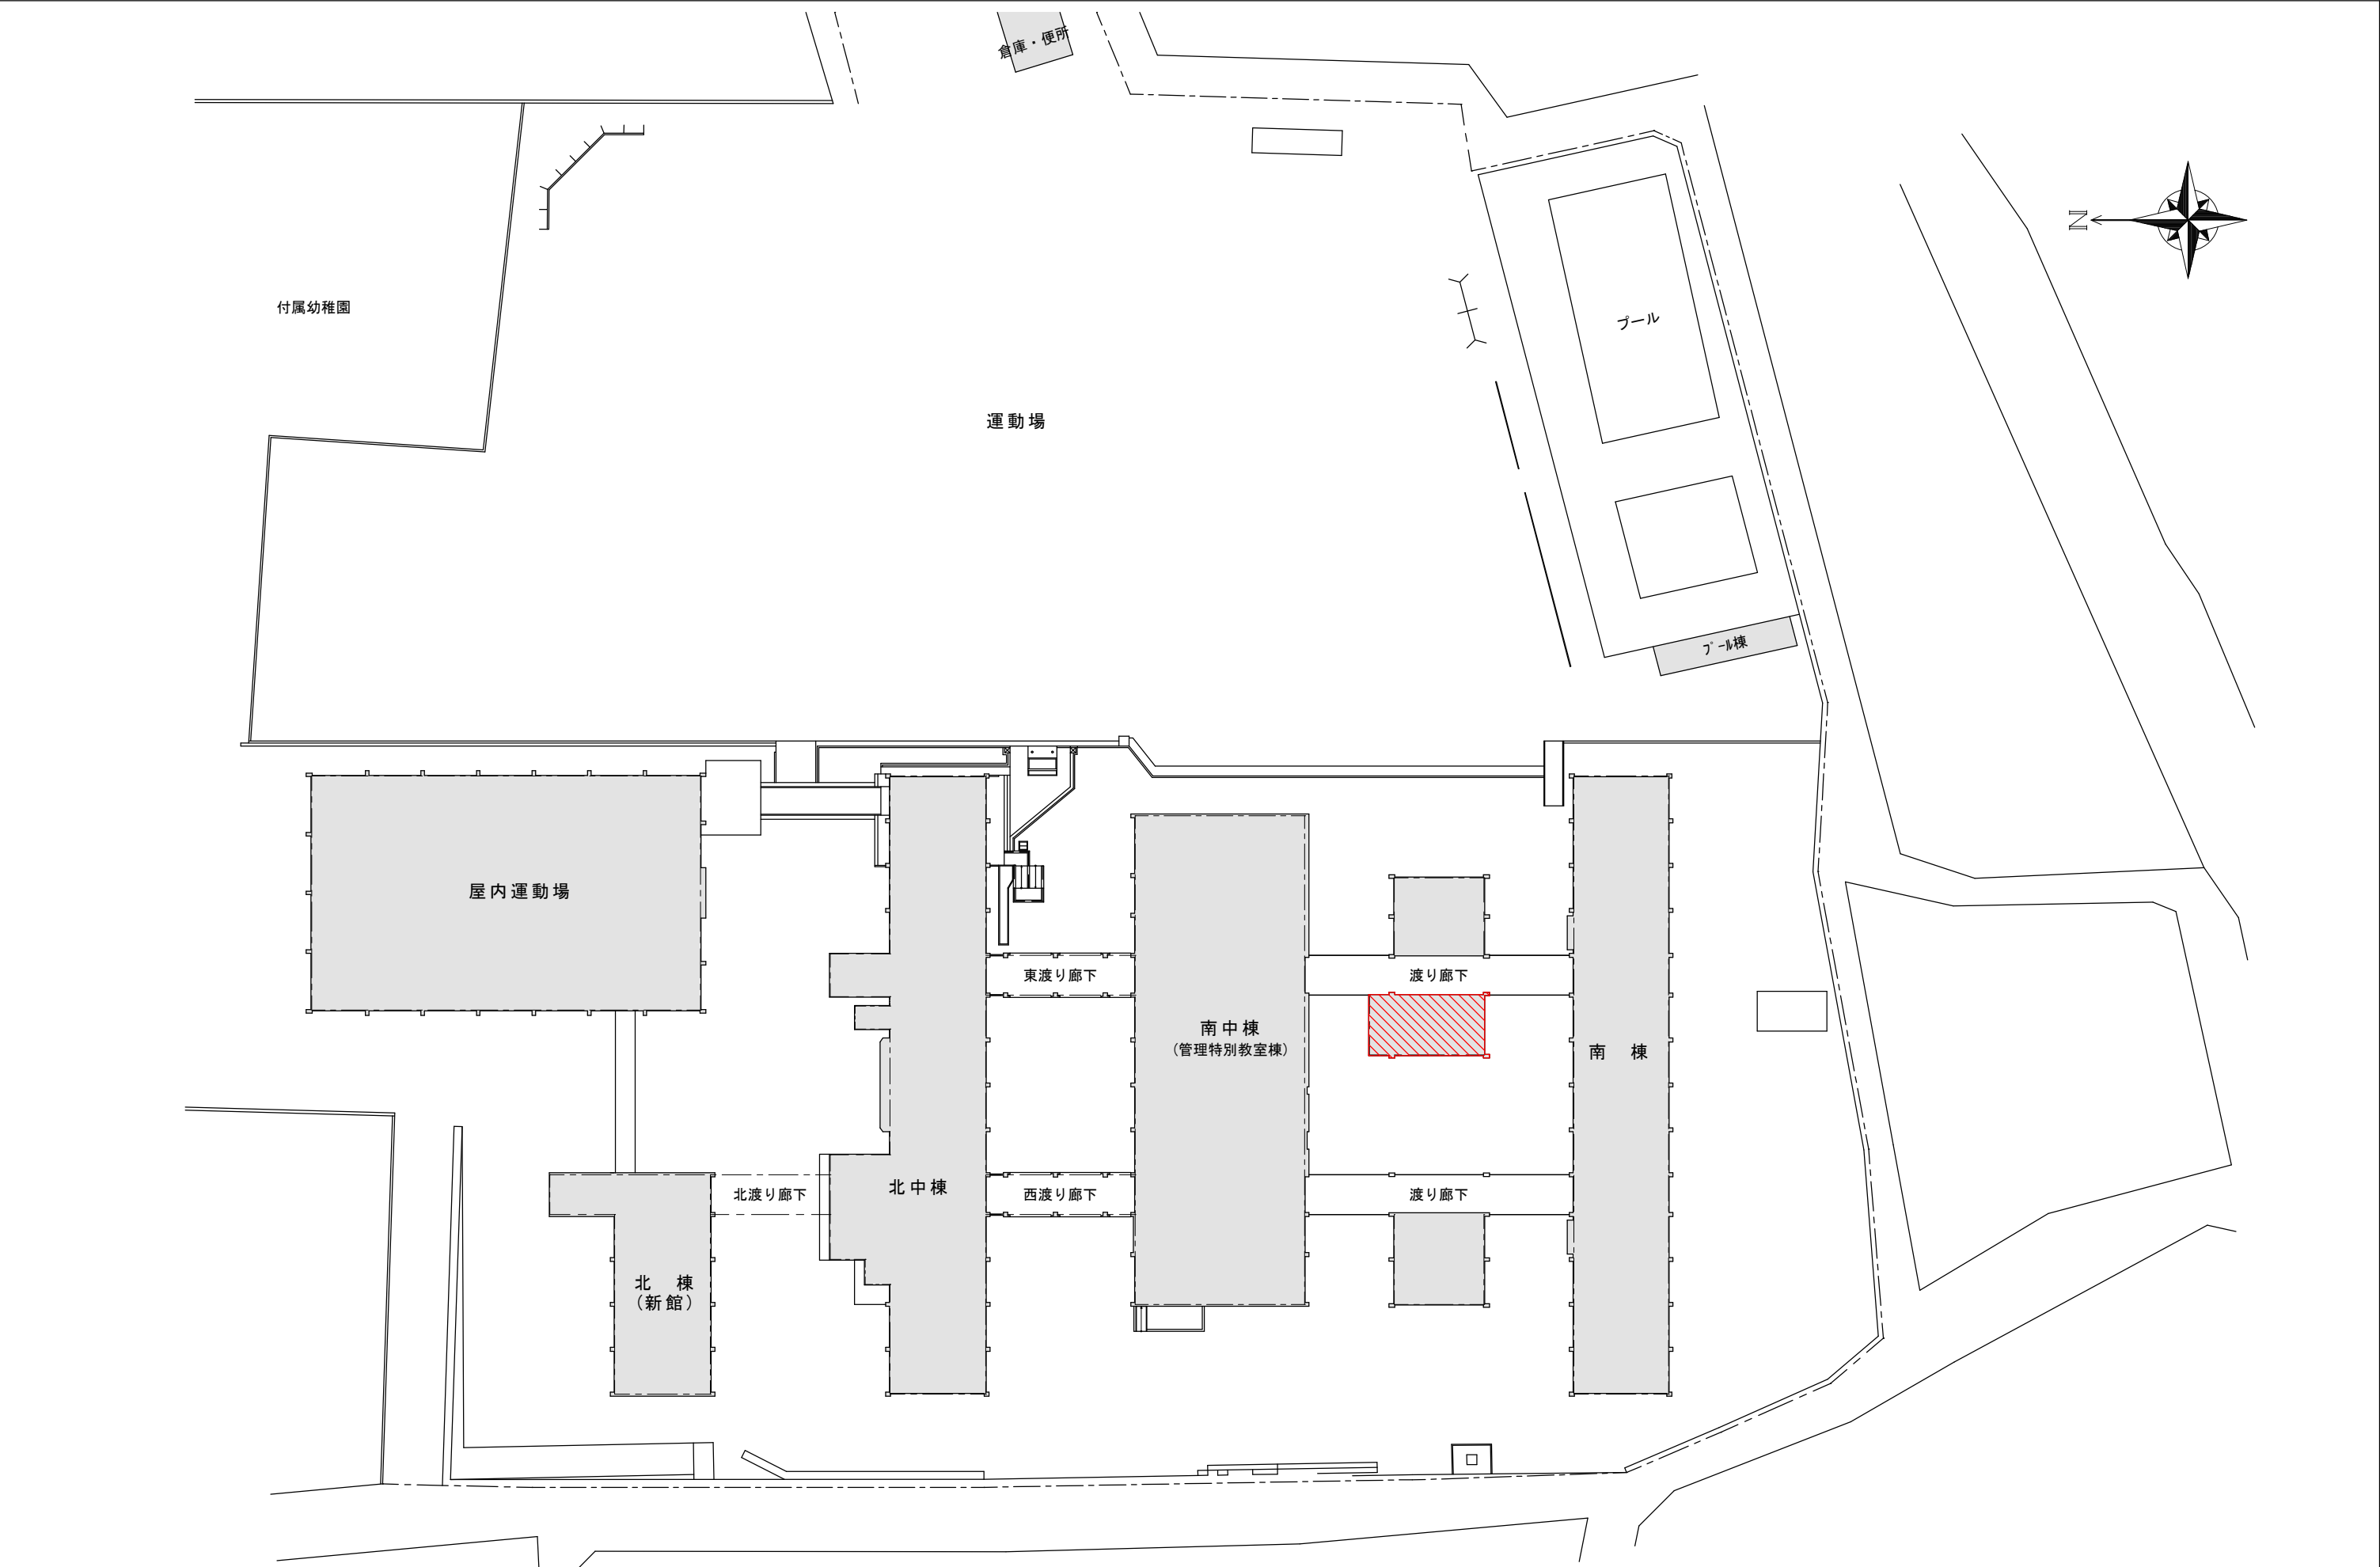 倉庫・便所
N
付属幼稚園
プール
運動場
プール棟
屋内運動場
東渡り廊下
渡り廊下
南中棟
(管理特別教室棟)
南 棟
北中棟
北渡り廊下
西渡り廊下
渡り廊下
北 棟
(新館)